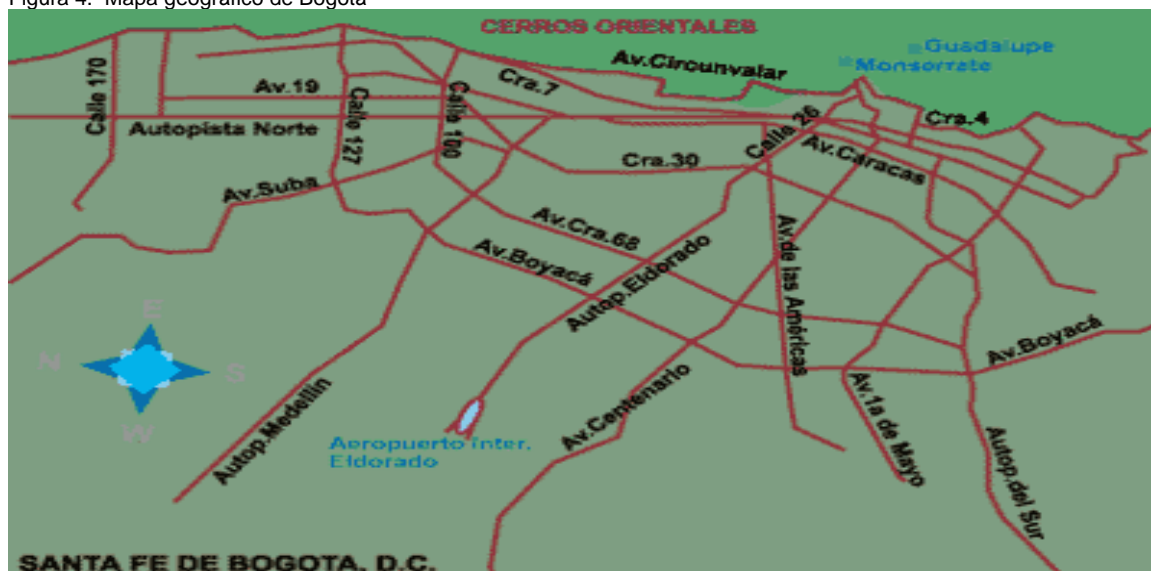 Figura 4. Mapa geográfico de Bogotá
CERROS ORIENTALES
Guadalupe
Monserrate
Av.Circunvalar
Cra.7
Av.19
Calle 170
Autopista Norte
Calle 127
Calle 100
Calle 26
Cra.4
Av.Caracas
Cra.30
Av.Suba
Av.Cra.68
Av.Boyacá
Autop.Eldorado
Av.de las Américas
E
N
S
W
Av.Boyacá
Autop.Medellin
Aeropuerto Inter.
Eldorado
Av.Centenario
Av.1a de Mayo
Autop.del Sur
SANTA FE DE BOGOTA, D.C.